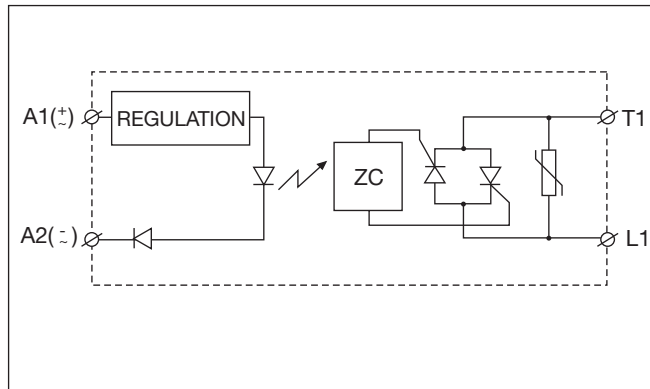 A1(+~)
REGULATION
T1
ZC
A2(-~)
L1